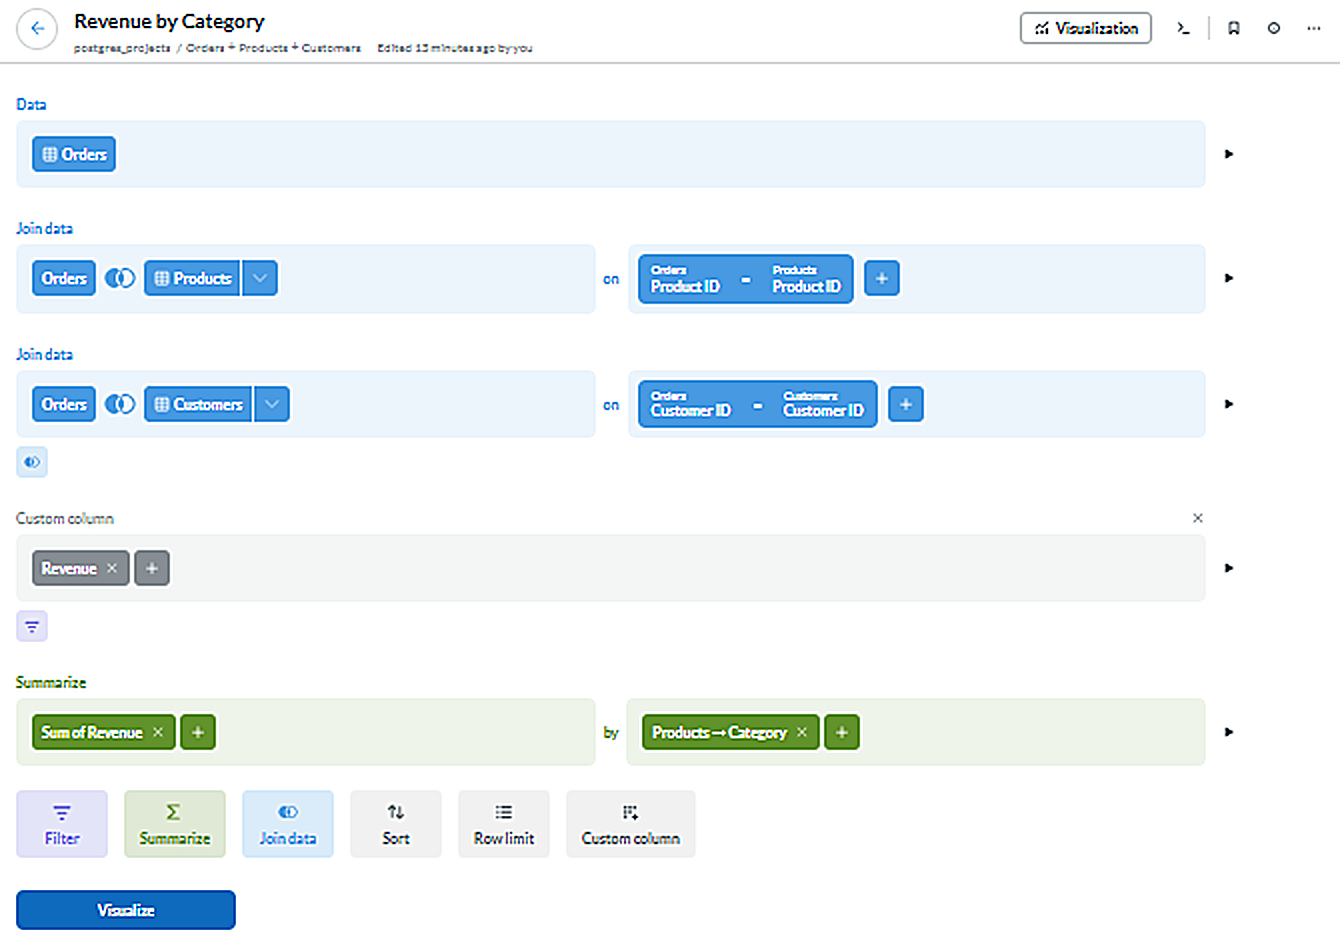 Revenue by Category
Visualization
postgres_projects / Orders + Products + Customers Edited 13 minutes ago by you
Data
Orders
Join data
Orders Products on Orders Product ID = Products Product ID +
Join data
Orders Customers on Orders Customer ID = Customers Customer ID +
Custom column
Revenue × +
Summarize
Sum of Revenue × + by Products → Category × +
Filter Summarize Join data Sort Row limit Custom column
Visualize